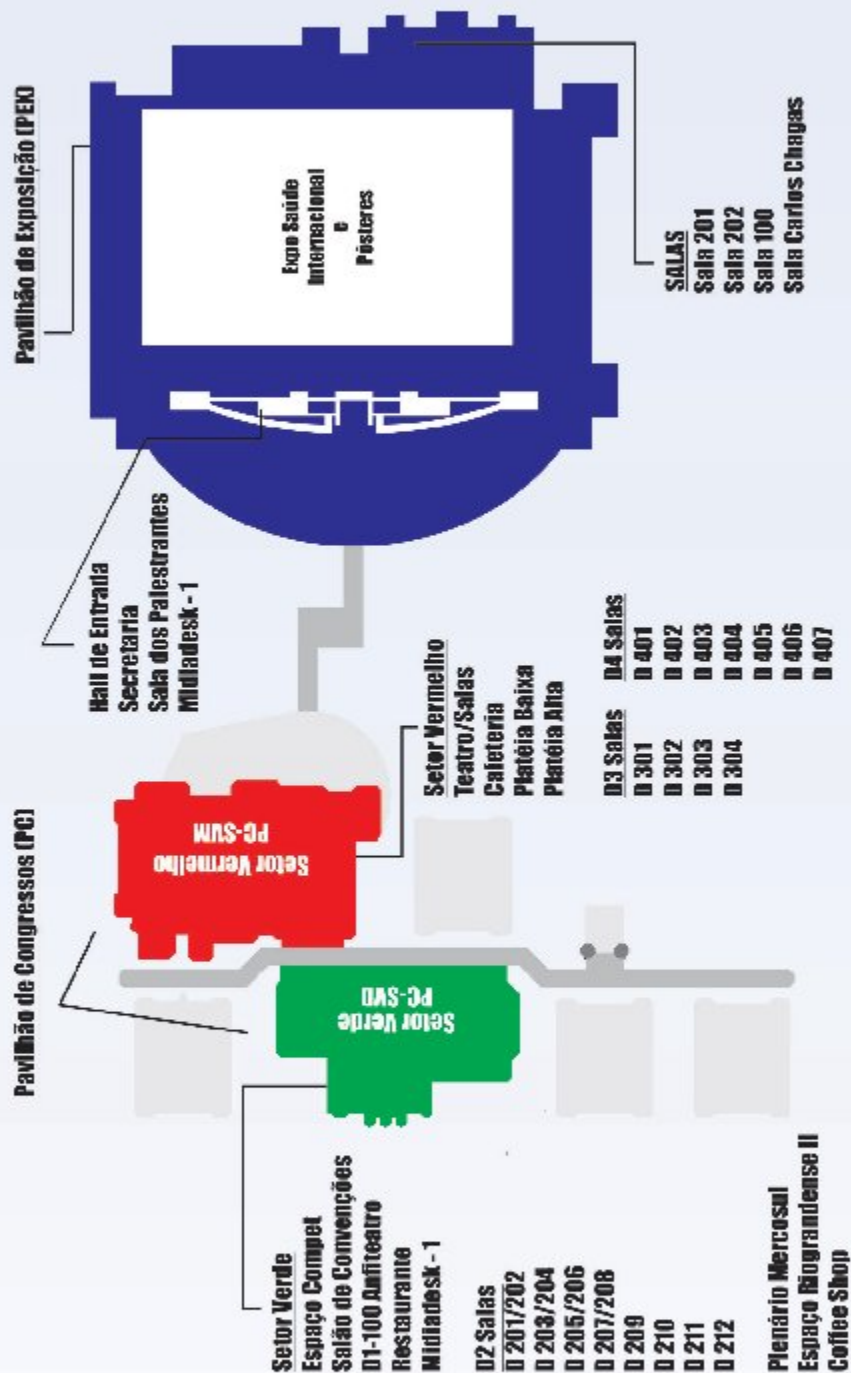 Pavilhão de Congressos (PC)
Pavilhão de Exposição (PEX)
Setor Verde
PC-SVD
Setor Vermelho
PC-SVM
Expo Saúde
Internacional
e
Pôsteres
Hall de Entrada
Secretaria
Sala dos Palestrantes
Midiadesk - 1
Setor Verde
Espaço Compet
Salão de Convenções
D1-100 Anfiteatro
Restaurante
Midiadesk - 1
D2 Salas
D 201/202
D 203/204
D 205/206
D 207/208
D 209
D 210
D 211
D 212
Plenário Mercosul
Espaço Riograndense II
Coffee Shop
Setor Vermelho
Teatro/Salas
Cafeteria
Platéia Baixa
Platéia Alta
D3 Salas
D 301
D 302
D 303
D 304
D4 Salas
D 401
D 402
D 403
D 404
D 405
D 406
D 407
SALAS
Sala 201
Sala 202
Sala 100
Sala Carlos Chagas